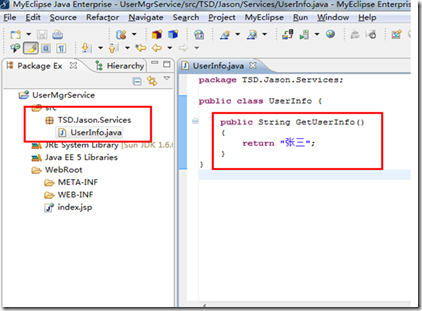 MyEclipse Java Enterprise - UserMgrService/src/TSD/Jason/Services/UserInfo.java - MyEclipse Enterpris
File Edit Source Refactor Navigate Search Project MyEclipse Run Window Help
Package Ex Hierarchy
UserMgrService
src
TSD.Jason.Services
UserInfo.java
JRE System Library [Sun JDK 1.6.0
Java EE 5 Libraries
WebRoot
META-INF
WEB-INF
index.jsp
UserInfo.java
package TSD.Jason.Services;
public class UserInfo {
public String GetUserInfo()
{
return "张三";
}
}